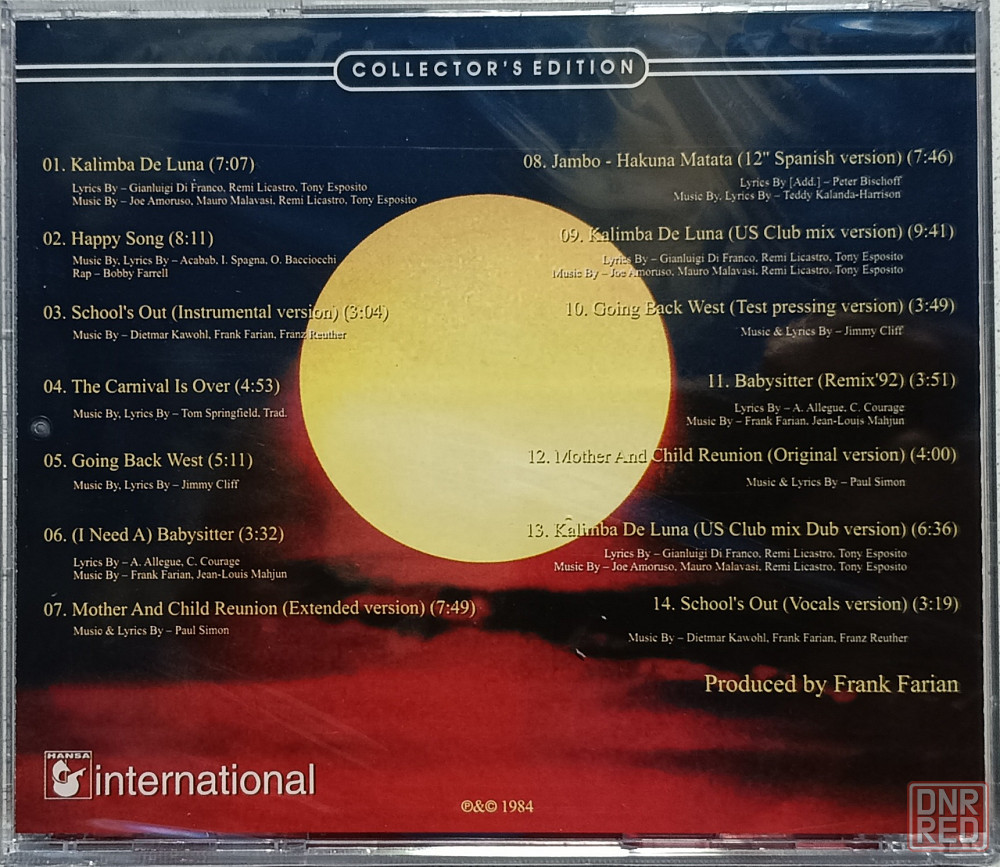 COLLECTOR'S EDITION
01. Kalimba De Luna (7:07)
Lyrics By – Gianluigi Di Franco, Remi Licastro, Tony Esposito
Music By – Joe Amoruso, Mauro Malavasi, Remi Licastro, Tony Esposito
02. Happy Song (8:11)
Music By, Lyrics By – Acabab, I. Spagna, O. Bacciocchi
Rap – Bobby Farrell
03. School's Out (Instrumental version) (3:04)
Music By – Dietmar Kawohl, Frank Farian, Franz Reuther
04. The Carnival Is Over (4:53)
Music By, Lyrics By – Tom Springfield, Trad.
05. Going Back West (5:11)
Music By, Lyrics By – Jimmy Cliff
06. (I Need A) Babysitter (3:32)
Lyrics By – A. Allegue, C. Courage
Music By – Frank Farian, Jean-Louis Mahjun
07. Mother And Child Reunion (Extended version) (7:49)
Music & Lyrics By – Paul Simon
08. Jambo - Hakuna Matata (12" Spanish version) (7:46)
Lyrics By [Add.] – Peter Bischoff
Music By, Lyrics By – Teddy Kalanda-Harrison
09. Kalimba De Luna (US Club mix version) (9:41)
Lyrics By – Gianluigi Di Franco, Remi Licastro, Tony Esposito
Music By – Joe Amoruso, Mauro Malavasi, Remi Licastro, Tony Esposito
10. Going Back West (Test pressing version) (3:49)
Music & Lyrics By – Jimmy Cliff
11. Babysitter (Remix'92) (3:51)
Lyrics By – A. Allegue, C. Courage
Music By – Frank Farian, Jean-Louis Mahjun
12. Mother And Child Reunion (Original version) (4:00)
Music & Lyrics By – Paul Simon
13. Kalimba De Luna (US Club mix Dub version) (6:36)
Lyrics By – Gianluigi Di Franco, Remi Licastro, Tony Esposito
Music By – Joe Amoruso, Mauro Malavasi, Remi Licastro, Tony Esposito
14. School's Out (Vocals version) (3:19)
Music By – Dietmar Kawohl, Frank Farian, Franz Reuther
Produced by Frank Farian
HANSA
international
℗&© 1984
DNR
RED